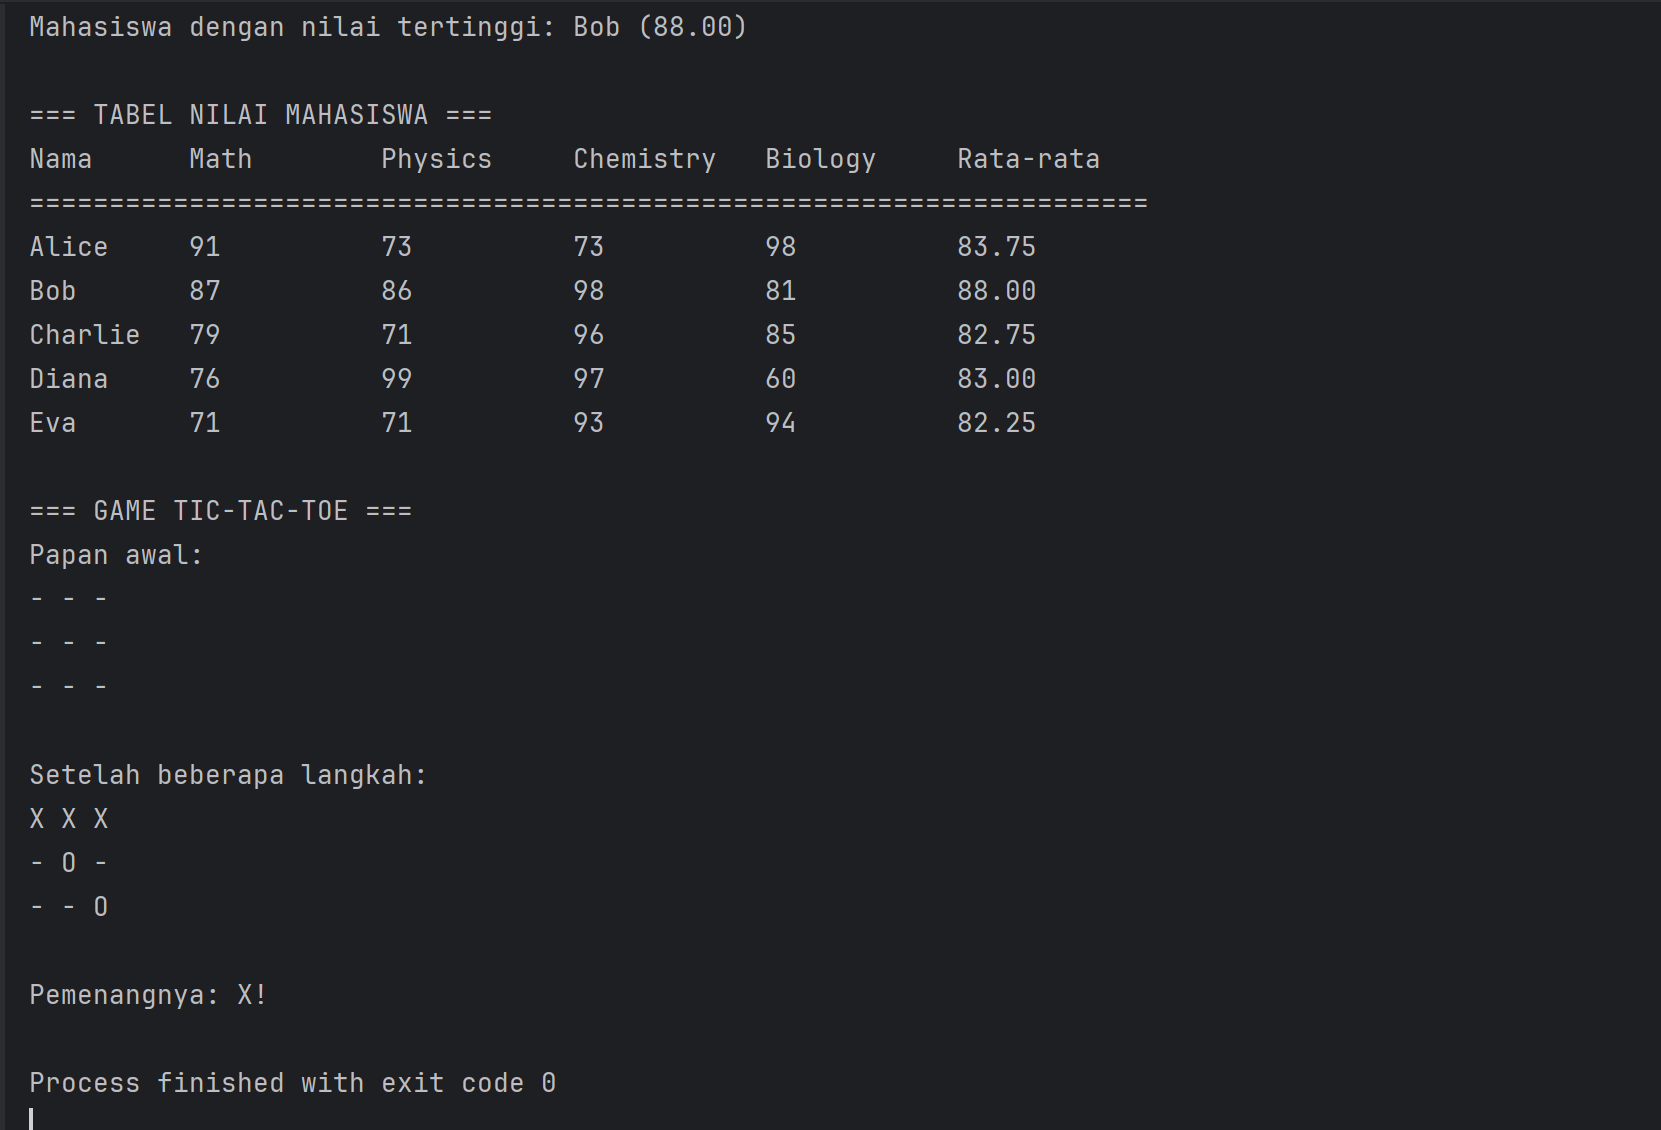 Mahasiswa dengan nilai tertinggi: Bob (88.00)

=== TABEL NILAI MAHASISWA ===
Nama      Math        Physics     Chemistry   Biology     Rata-rata
======================================================================
Alice     91          73          73          98          83.75
Bob       87          86          98          81          88.00
Charlie   79          71          96          85          82.75
Diana     76          99          97          60          83.00
Eva       71          71          93          94          82.25

=== GAME TIC-TAC-TOE ===
Papan awal:
- - -
- - -
- - -

Setelah beberapa langkah:
X X X
- O -
- - O

Pemenangnya: X!

Process finished with exit code 0